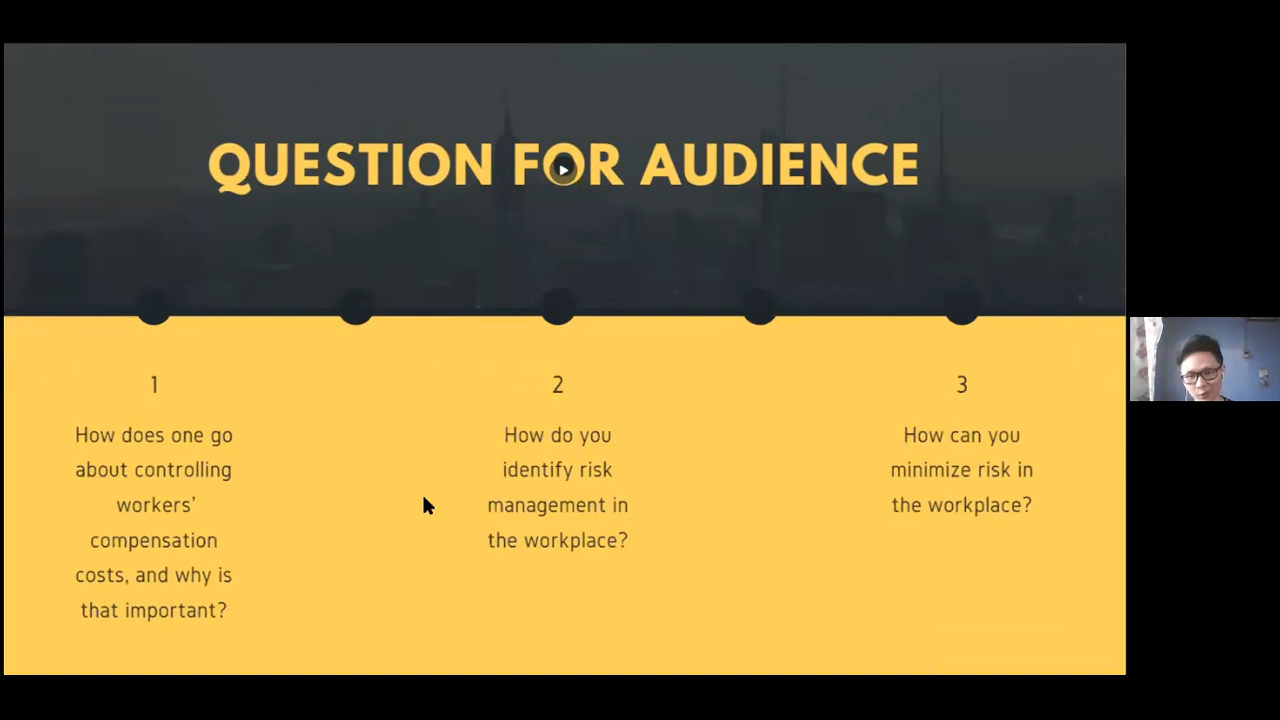 QUESTION FOR AUDIENCE
1
How does one go
about controlling
workers'
compensation
costs, and why is
that important?
2
How do you
identify risk
management in
the workplace?
3
How can you
minimize risk in
the workplace?